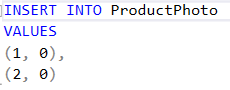 INSERT INTO ProductPhoto
VALUES
(1, 0),
(2, 0)